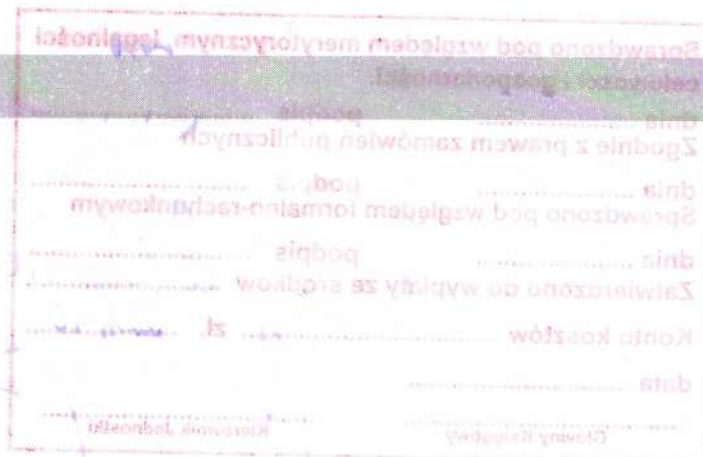 Sprawdzono pod względem merytorycznym, legalności
celowości i gospodarności.
dnia .................... podpis ....................
Zgodnie z prawem zamówień publicznych
dnia .................... podpis ....................
Sprawdzono pod względem formalno-rachunkowym
dnia .................... podpis ....................
Zatwierdzono do wypłaty ze środków ....................
Konto kosztów .................... zł. ....................
data ....................
Główny Księgowy Kierownik Jednostki